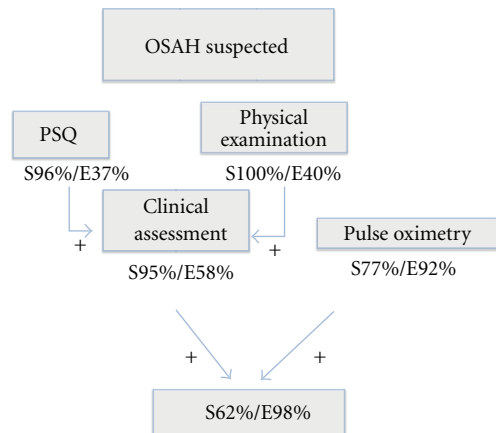 OSAH suspected
PSQ
Physical
examination
S96%/E37%
S100%/E40%
Clinical
assessment
+
+
Pulse oximetry
S95%/E58%
S77%/E92%
+
+
S62%/E98%